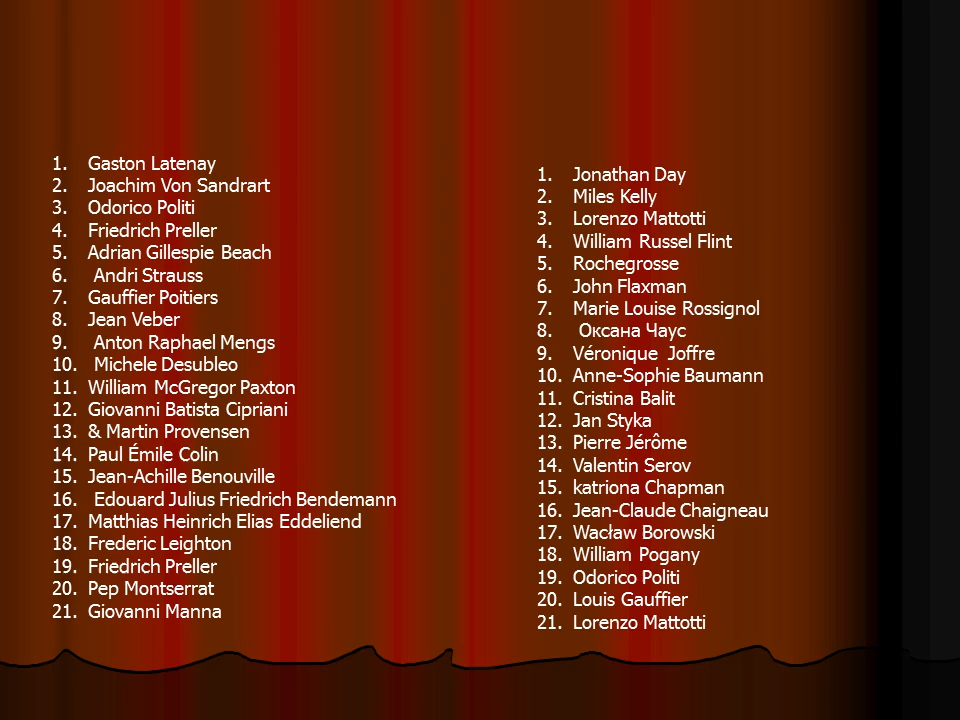 1. Gaston Latenay
2. Joachim Von Sandrart
3. Odorico Politi
4. Friedrich Preller
5. Adrian Gillespie Beach
6. Andri Strauss
7. Gauffier Poitiers
8. Jean Veber
9. Anton Raphael Mengs
10. Michele Desubleo
11. William McGregor Paxton
12. Giovanni Batista Cipriani
13. & Martin Provensen
14. Paul Émile Colin
15. Jean-Achille Benouville
16. Edouard Julius Friedrich Bendemann
17. Matthias Heinrich Elias Eddeliend
18. Frederic Leighton
19. Friedrich Preller
20. Pep Montserrat
21. Giovanni Manna
1. Jonathan Day
2. Miles Kelly
3. Lorenzo Mattotti
4. William Russel Flint
5. Rochegrosse
6. John Flaxman
7. Marie Louise Rossignol
8. Оксана Чаус
9. Véronique Joffre
10. Anne-Sophie Baumann
11. Cristina Balit
12. Jan Styka
13. Pierre Jérôme
14. Valentin Serov
15. katriona Chapman
16. Jean-Claude Chaigneau
17. Wacław Borowski
18. William Pogany
19. Odorico Politi
20. Louis Gauffier
21. Lorenzo Mattotti